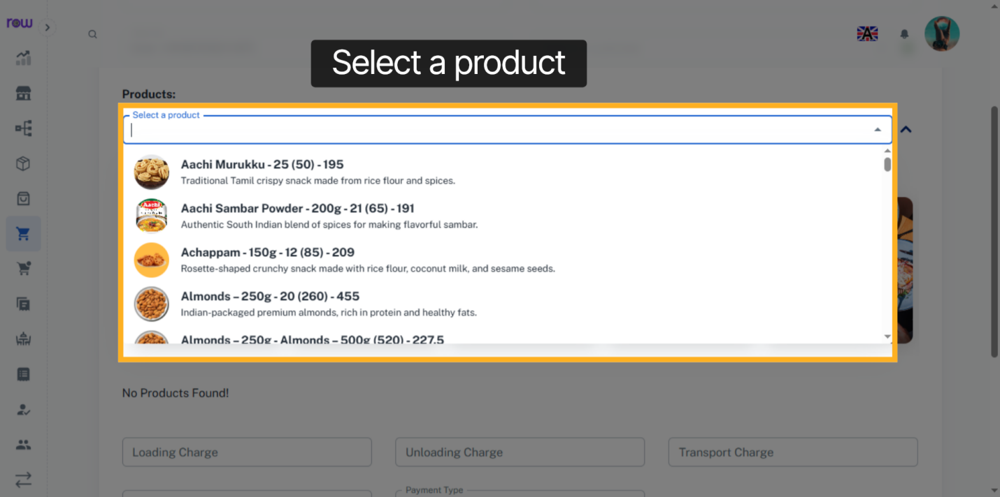 row
Select a product
Products:
Select a product
Aachi Murukku - 25 (50) - 195
Traditional Tamil crispy snack made from rice flour and spices.
Aachi
Aachi Sambar Powder - 200g - 21 (65) - 191
Authentic South Indian blend of spices for making flavorful sambar.
Achappam - 150g - 12 (85) - 209
Rosette-shaped crunchy snack made with rice flour, coconut milk, and sesame seeds.
Almonds – 250g - 20 (260) - 455
Indian-packaged premium almonds, rich in protein and healthy fats.
Almonds – 250g - Almonds – 500g (520) - 227.5
No Products Found!
Loading Charge
Unloading Charge
Transport Charge
Payment Type